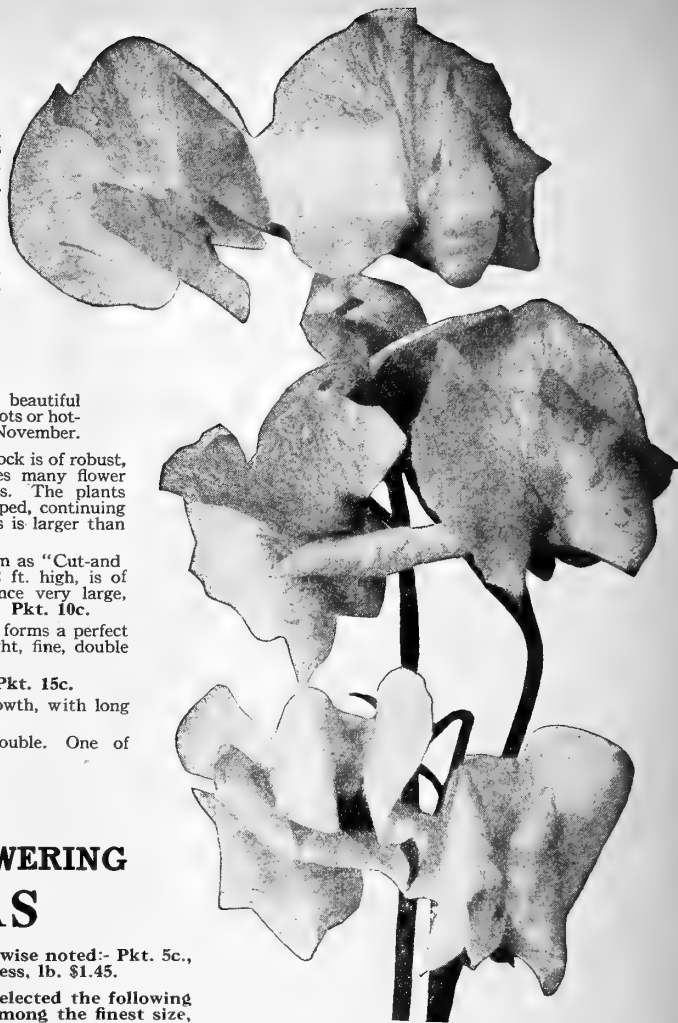 beautiful
ots or hot-
November.
ock is of robust,
es many flower
s. The plants
ped, continuing
s is larger than
n as "Cut-and
ft. high, is of
nce very large,
Pkt. 10c.
forms a perfect
ht, fine, double
Pkt. 15c.
owth, with long
ouble. One of
WERING
AS
wise noted:- Pkt. 5c.,
ess, lb. $1.45.
elected the following
mong the finest size,